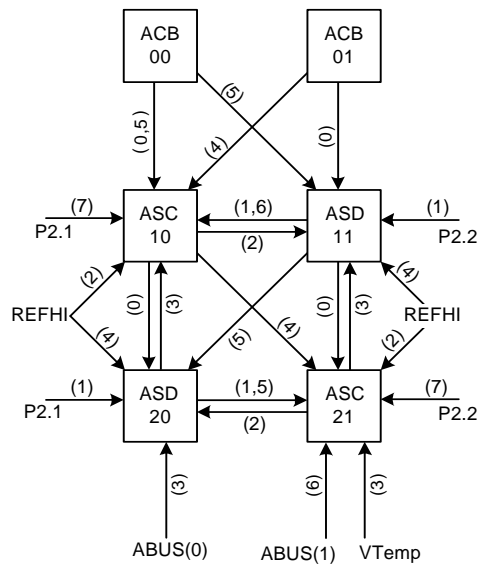 ACB
00
ACB
01
(0,5)
(5)
(4)
(0)
(7)
P2.1
ASC
10
(1,6)
(2)
ASD
11
(1)
P2.2
(2)
REFHI
(4)
(0)
(3)
(5)
(4)
(0)
(3)
(4)
REFHI
(2)
(1)
P2.1
ASD
20
(1,5)
(2)
ASC
21
(7)
P2.2
(3)
(6)
(3)
ABUS(0)
ABUS(1)
VTemp